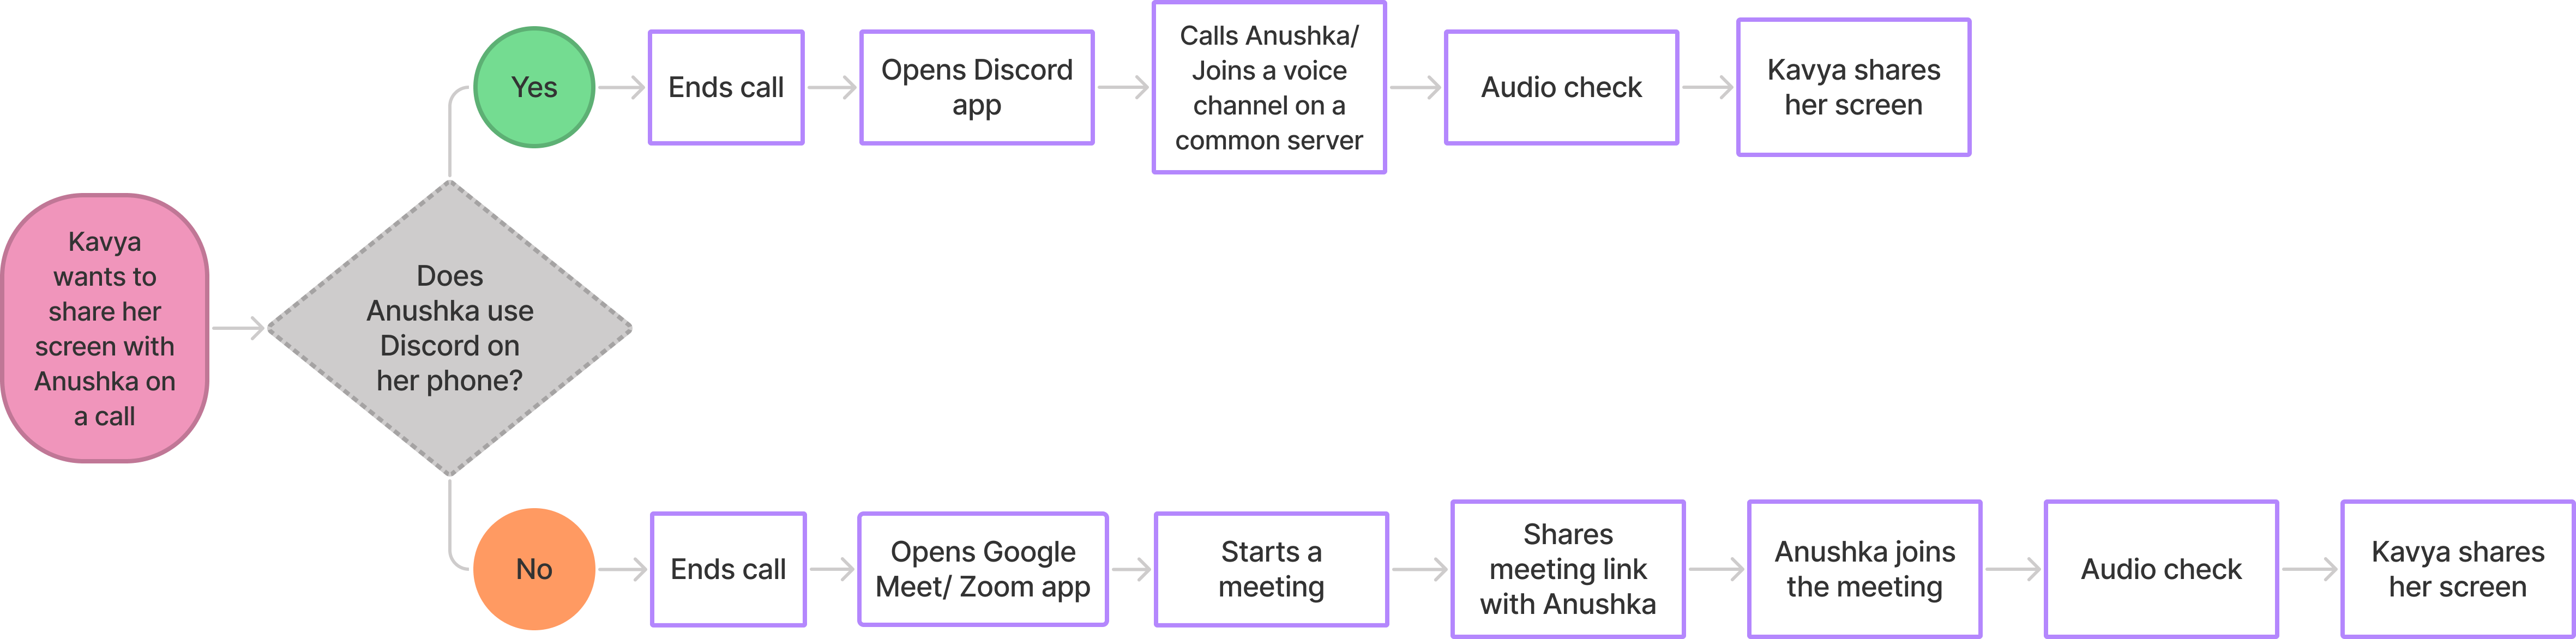 Kavya
wants to
share her
screen with
Anushka on
a call
Does
Anushka use
Discord on
her phone?
Yes
Ends call
Opens Discord
app
Calls Anushka/
Joins a voice
channel on a
common server
Audio check
Kavya shares
her screen
No
Ends call
Opens Google
Meet/ Zoom app
Starts a
meeting
Shares
meeting link
with Anushka
Anushka joins
the meeting
Audio check
Kavya shares
her screen